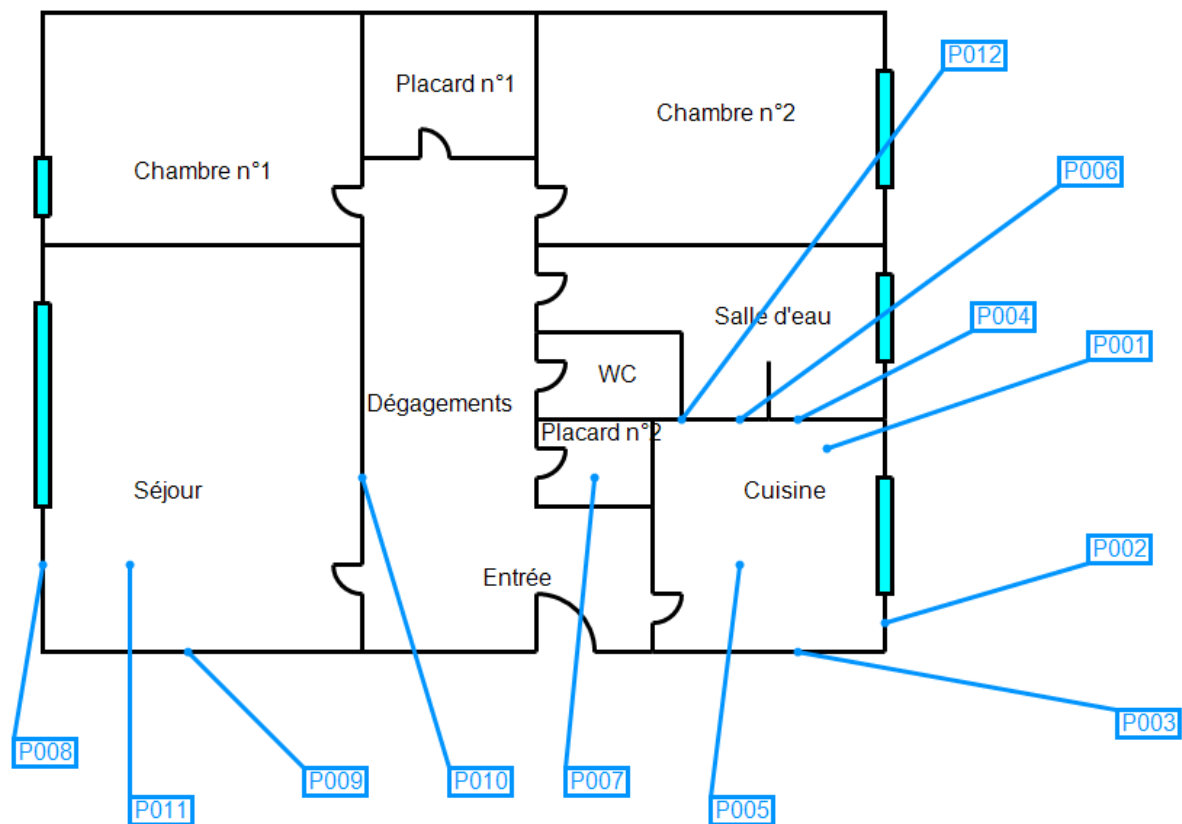 P012
Placard n°1
Chambre n°2
Chambre n°1
P006
Salle d'eau
P004
P001
WC
Dégagements
Placard n°2
Séjour
Cuisine
P002
Entrée
P003
P008
P009
P010
P007
P011
P005